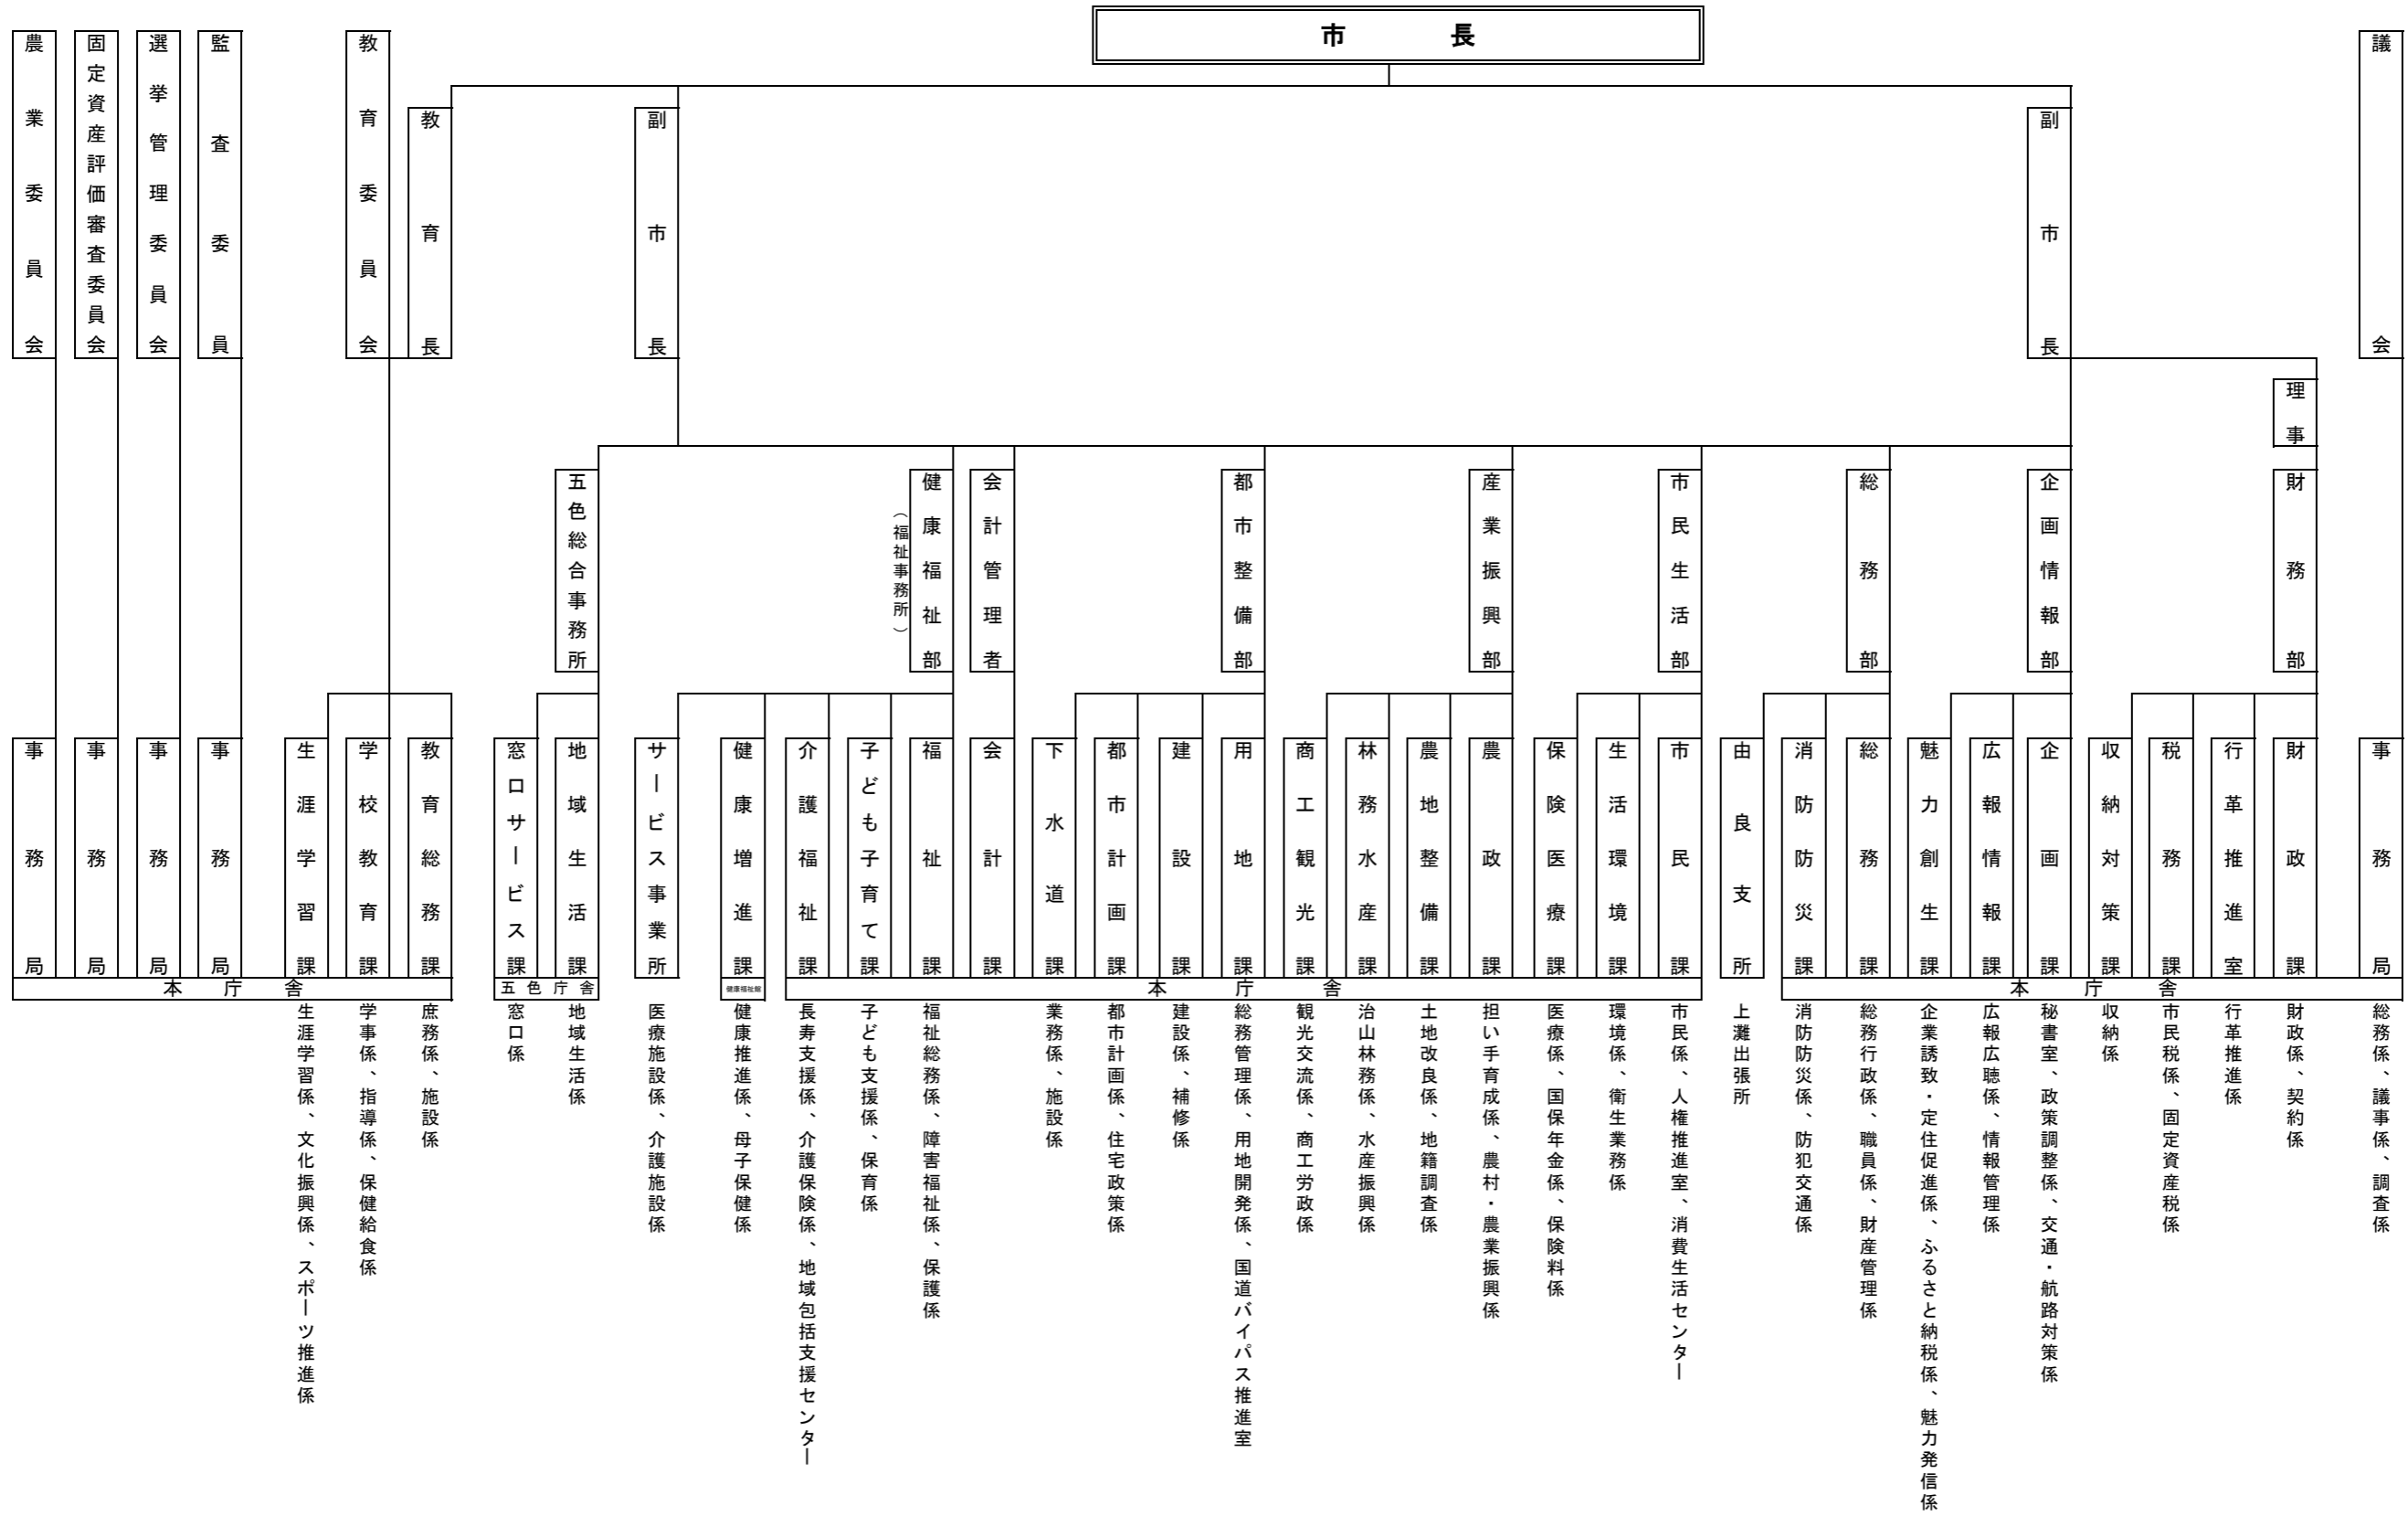 市長
議会
副市長
副市長
教育長
教育委員会
監査委員
選挙管理委員会
固定資産評価審査委員会
農業委員会
理事
財務部
企画情報部
総務部
市民生活部
産業振興部
都市整備部
会計管理者
健康福祉部
（福祉事務所）
五色総合事務所
事務局
財政課
行革推進室
税務課
収納対策課
企画課
広報情報課
魅力創生課
総務課
消防防災課
由良支所
市民課
生活環境課
保険医療課
農政課
農地整備課
林務水産課
商工観光課
用地課
建設課
都市計画課
下水道課
会計課
福祉課
子ども子育て課
介護福祉課
健康増進課
サービス事業所
地域生活課
窓口サービス課
教育総務課
学校教育課
生涯学習課
事務局
事務局
事務局
事務局
本庁舎
本庁舎
健康福祉館
五色庁舎
本庁舎
総務係、議事係、調査係
財政係、契約係
行革推進係
市民税係、固定資産税係
収納係
秘書室、政策調整係、交通・航路対策係
広報広聴係、情報管理係
企業誘致・定住促進係、ふるさと納税係、魅力発信係
総務行政係、職員係、財産管理係
消防防災係、防犯交通係
上灘出張所
市民係、人権推進室、消費生活センター
環境係、衛生業務係
医療係、国保年金係、保険料係
担い手育成係、農村・農業振興係
土地改良係、地籍調査係
治山林務係、水産振興係
観光交流係、商工労政係
総務管理係、用地開発係、国道バイパス推進室
建設係、補修係
都市計画係、住宅政策係
業務係、施設係
福祉総務係、障害福祉係、保護係
子ども支援係、保育係
長寿支援係、介護保険係、地域包括支援センター
健康推進係、母子保健係
医療施設係、介護施設係
地域生活係
窓口係
庶務係、施設係
学事係、指導係、保健給食係
生涯学習係、文化振興係、スポーツ推進係